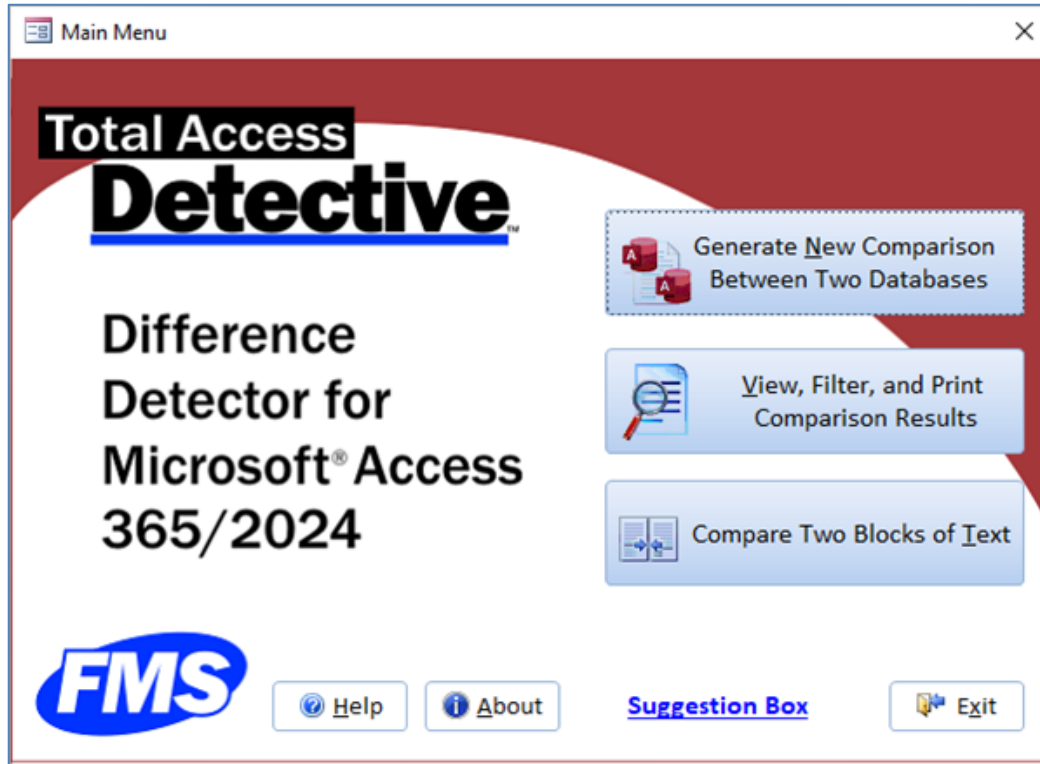 Main Menu
Total Access
Detective™
Generate New Comparison
Between Two Databases
Difference
Detector for
Microsoft® Access
365/2024
View, Filter, and Print
Comparison Results
Compare Two Blocks of Text
FMS
Help
About
Suggestion Box
Exit